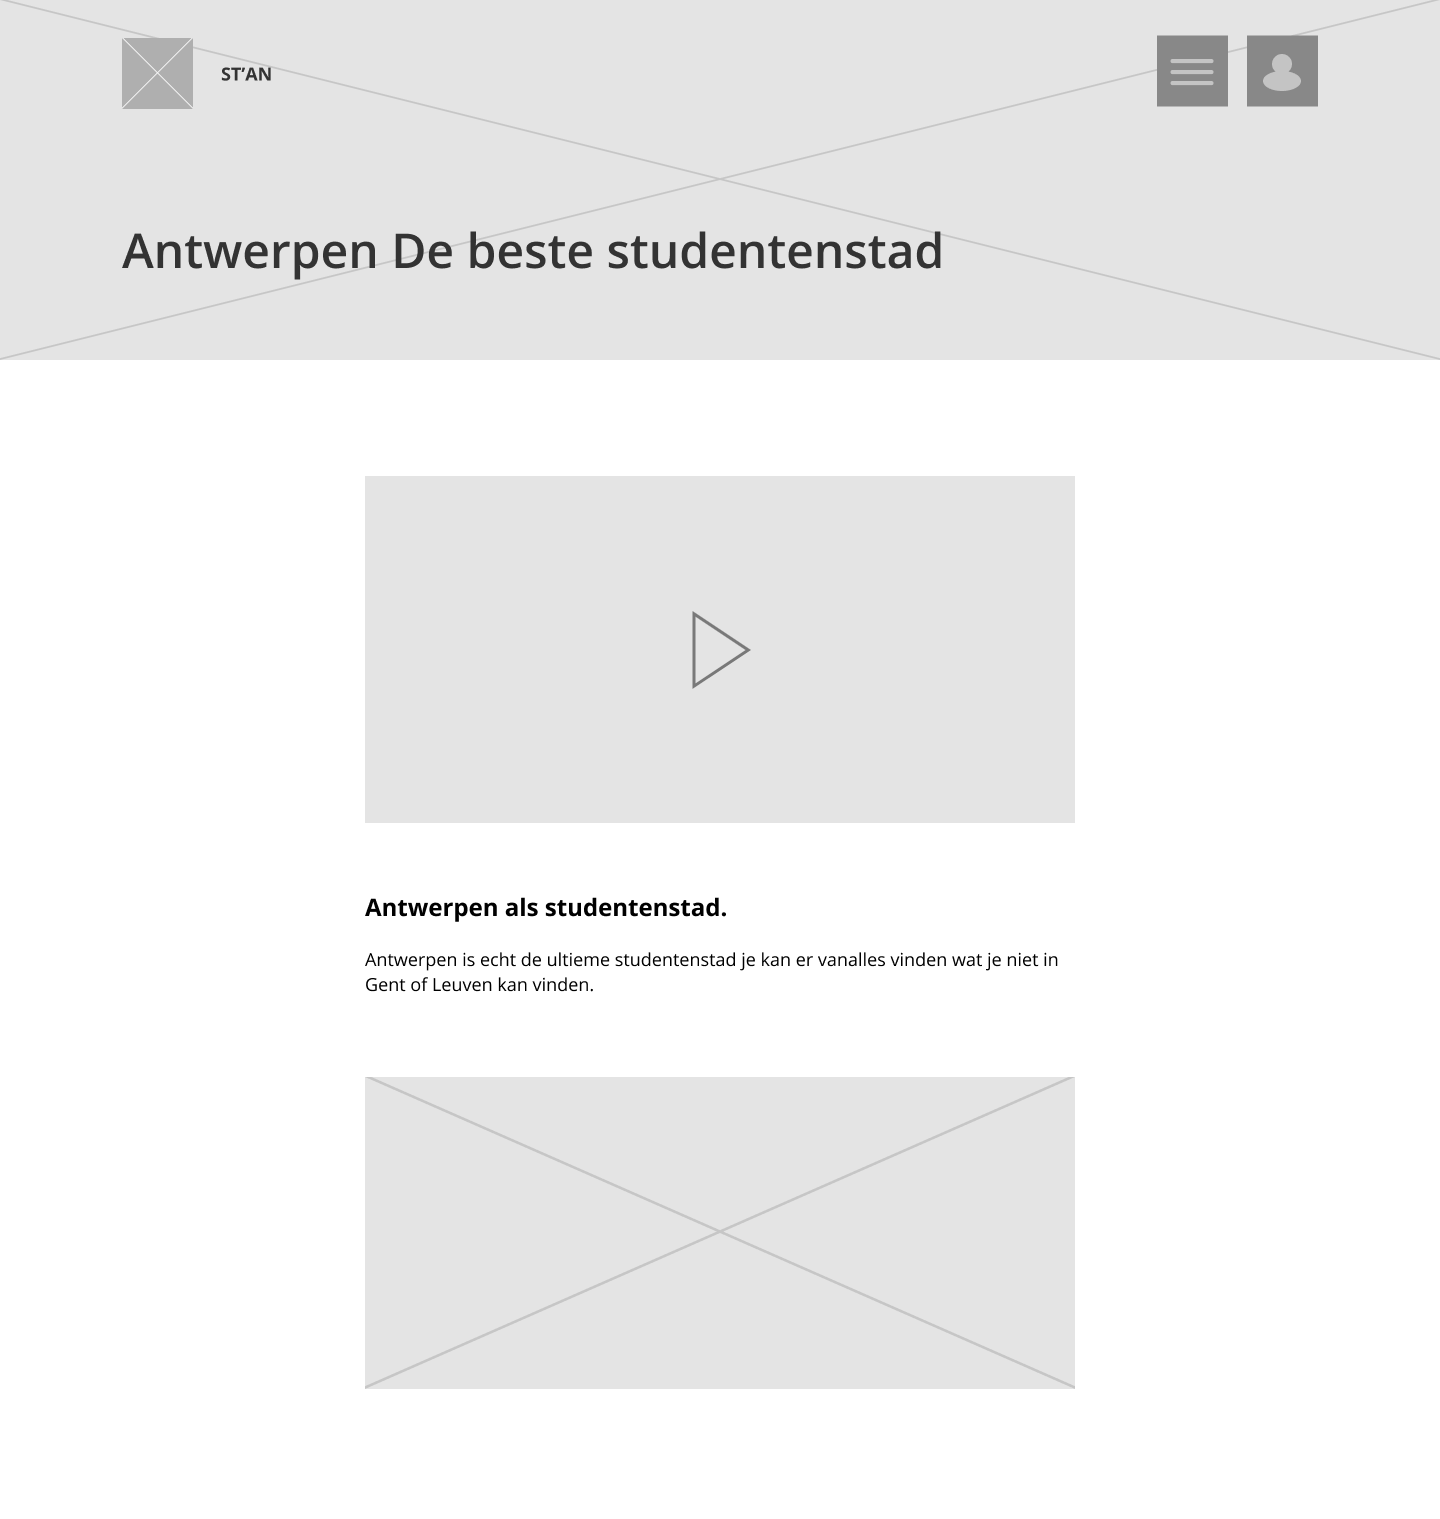 ST’AN
Antwerpen De beste studentenstad
Antwerpen als studentenstad.
Antwerpen is echt de ultieme studentenstad je kan er vanalles vinden wat je niet in
Gent of Leuven kan vinden.